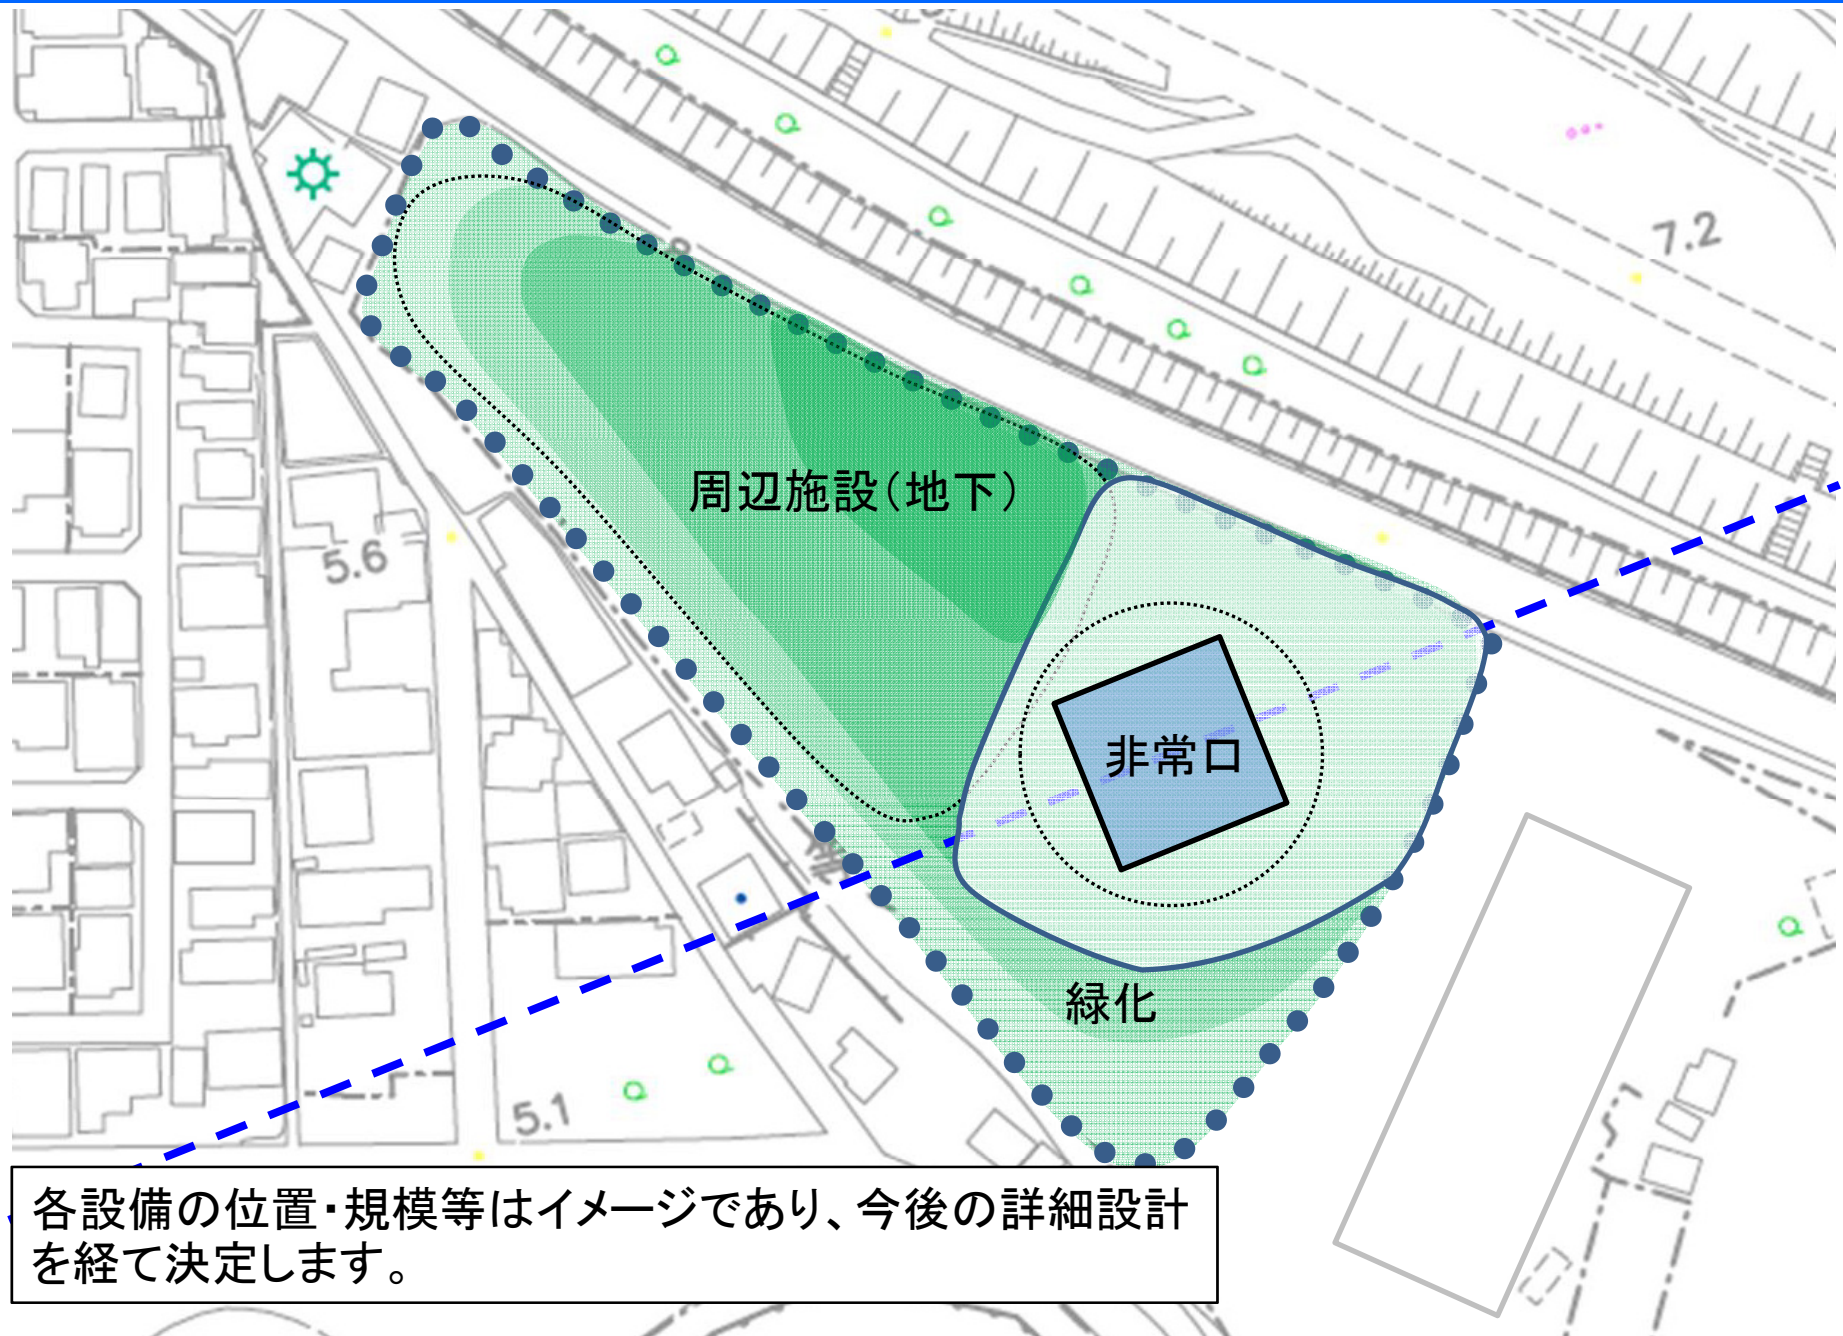 7.2
周辺施設(地下)
5.6
非常口
緑化
5.1
各設備の位置・規模等はイメージであり、今後の詳細設計
を経て決定します。